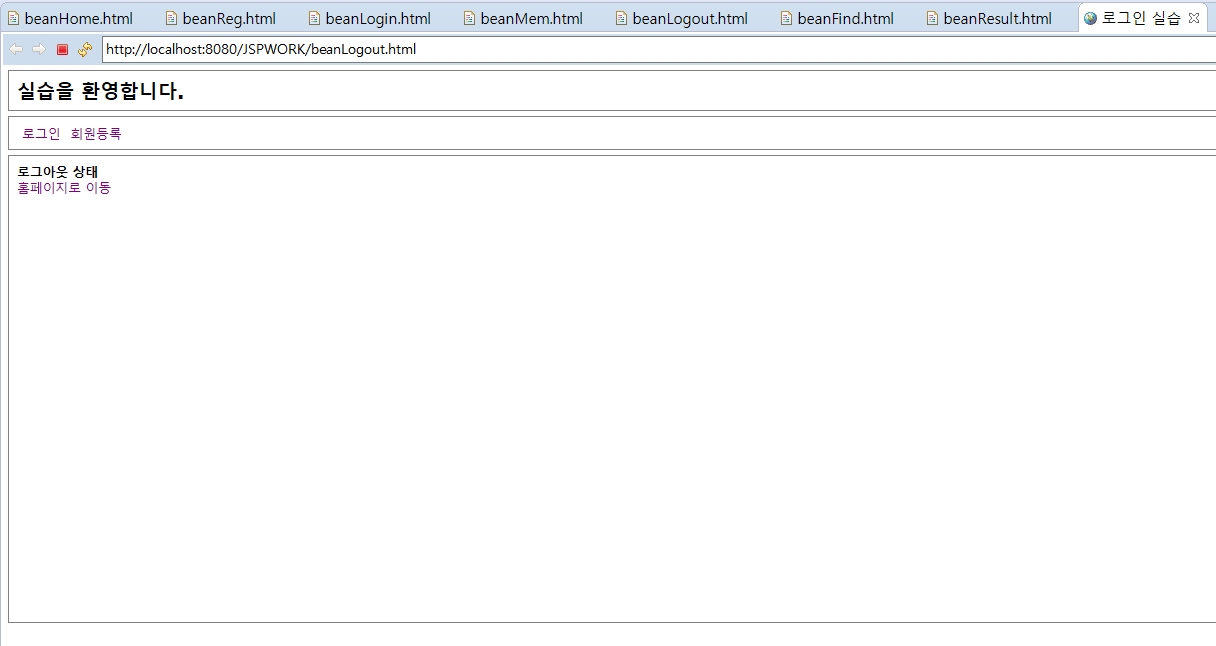 beanHome.html beanReg.html beanLogin.html beanMem.html beanLogout.html beanFind.html beanResult.html 로그인 실습
http://localhost:8080/JSPWORK/beanLogout.html
실습을 환영합니다.
로그인 회원등록
로그아웃 상태
홈페이지로 이동